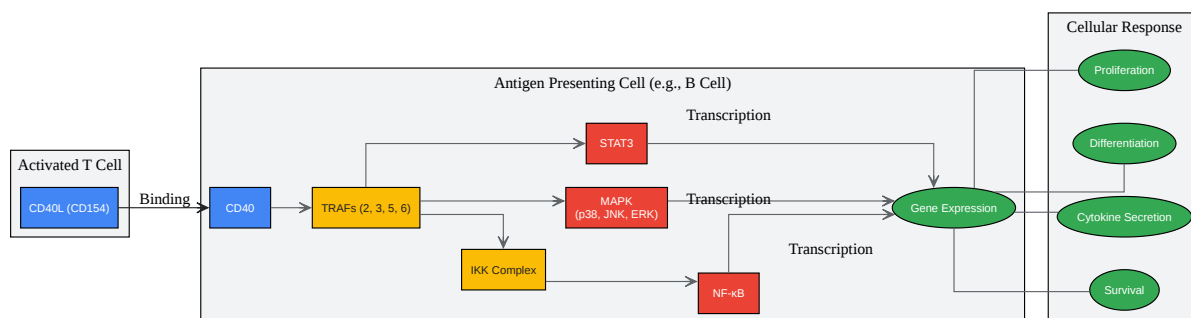 Cellular Response
Proliferation
Antigen Presenting Cell (e.g., B Cell)
Transcription
STAT3
Differentiation
Activated T Cell
CD40L (CD154)
Binding
CD40
TRAFs (2, 3, 5, 6)
MAPK
(p38, JNK, ERK)
Transcription
Gene Expression
Cytokine Secretion
Transcription
IKK Complex
NF-κB
Survival